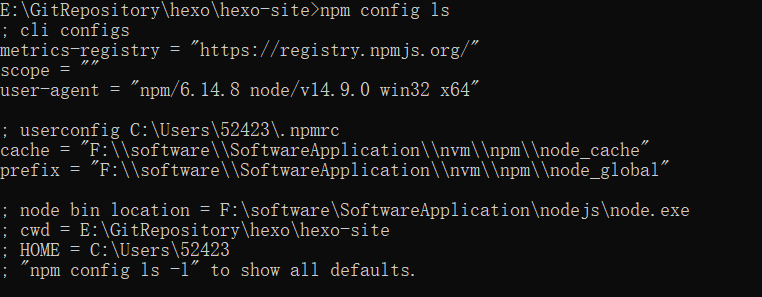 E:\GitRepository\hexo\hexo-site>npm config ls
; cli configs
metrics-registry = "https://registry.npmjs.org/"
scope = ""
user-agent = "npm/6.14.8 node/v14.9.0 win32 x64"

; userconfig C:\Users\52423\.npmrc
cache = "F:\\software\\SoftwareApplication\\nvm\\npm\\node_cache"
prefix = "F:\\software\\SoftwareApplication\\nvm\\npm\\node_global"

; node bin location = F:\software\SoftwareApplication\nodejs\node.exe
; cwd = E:\GitRepository\hexo\hexo-site
; HOME = C:\Users\52423
; "npm config ls -l" to show all defaults.